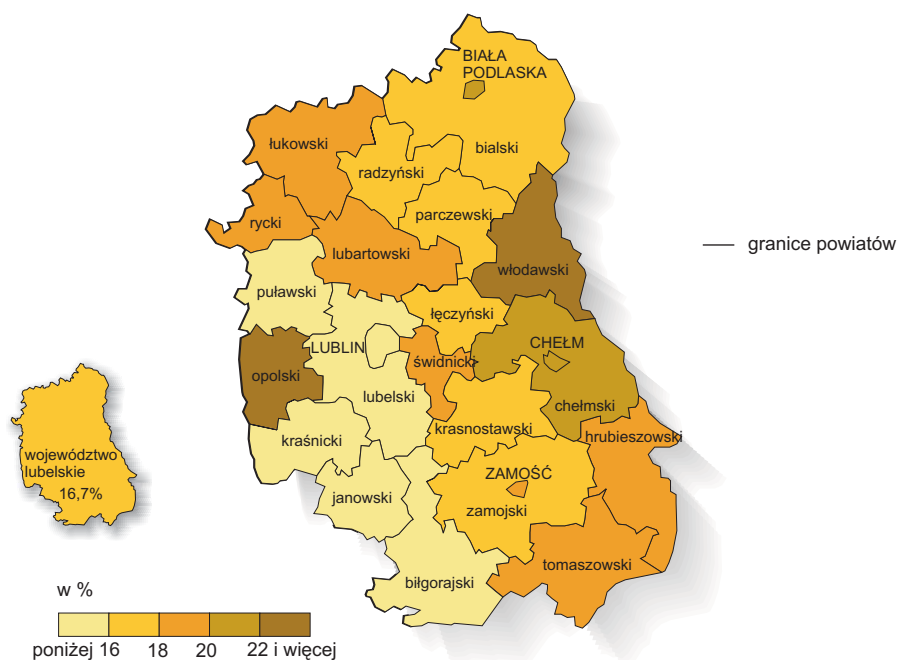 BIAŁA
PODLASKA
łukowski
bialski
radzyński
parczewski
rycki
lubartowski
granice powiatów
włodawski
puławski
łęczyński
LUBLIN
CHEŁM
świdnicki
opolski
lubelski
chełmski
kraśnicki
krasnostawski
hrubieszowski
województwo
lubelskie
16,7%
ZAMOŚĆ
janowski
zamojski
tomaszowski
biłgorajski
w %
poniżej 16 18 20 22 i więcej